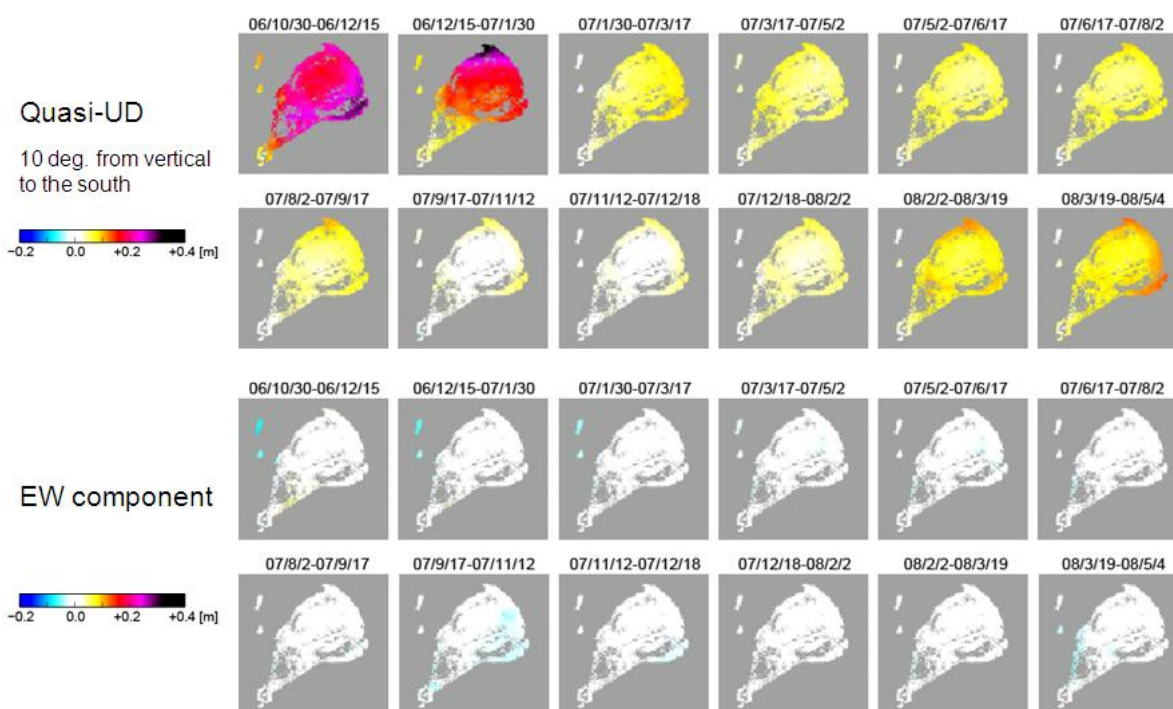 06/10/30-06/12/15 06/12/15-07/1/30 07/1/30-07/3/17 07/3/17-07/5/2 07/5/2-07/6/17 07/6/17-07/8/2
Quasi-UD
10 deg. from vertical
to the south
07/8/2-07/9/17 07/9/17-07/11/12 07/11/12-07/12/18 07/12/18-08/2/2 08/2/2-08/3/19 08/3/19-08/5/4
−0.2 0.0 +0.2 +0.4 [m]
06/10/30-06/12/15 06/12/15-07/1/30 07/1/30-07/3/17 07/3/17-07/5/2 07/5/2-07/6/17 07/6/17-07/8/2
EW component
07/8/2-07/9/17 07/9/17-07/11/12 07/11/12-07/12/18 07/12/18-08/2/2 08/2/2-08/3/19 08/3/19-08/5/4
−0.2 0.0 +0.2 +0.4 [m]